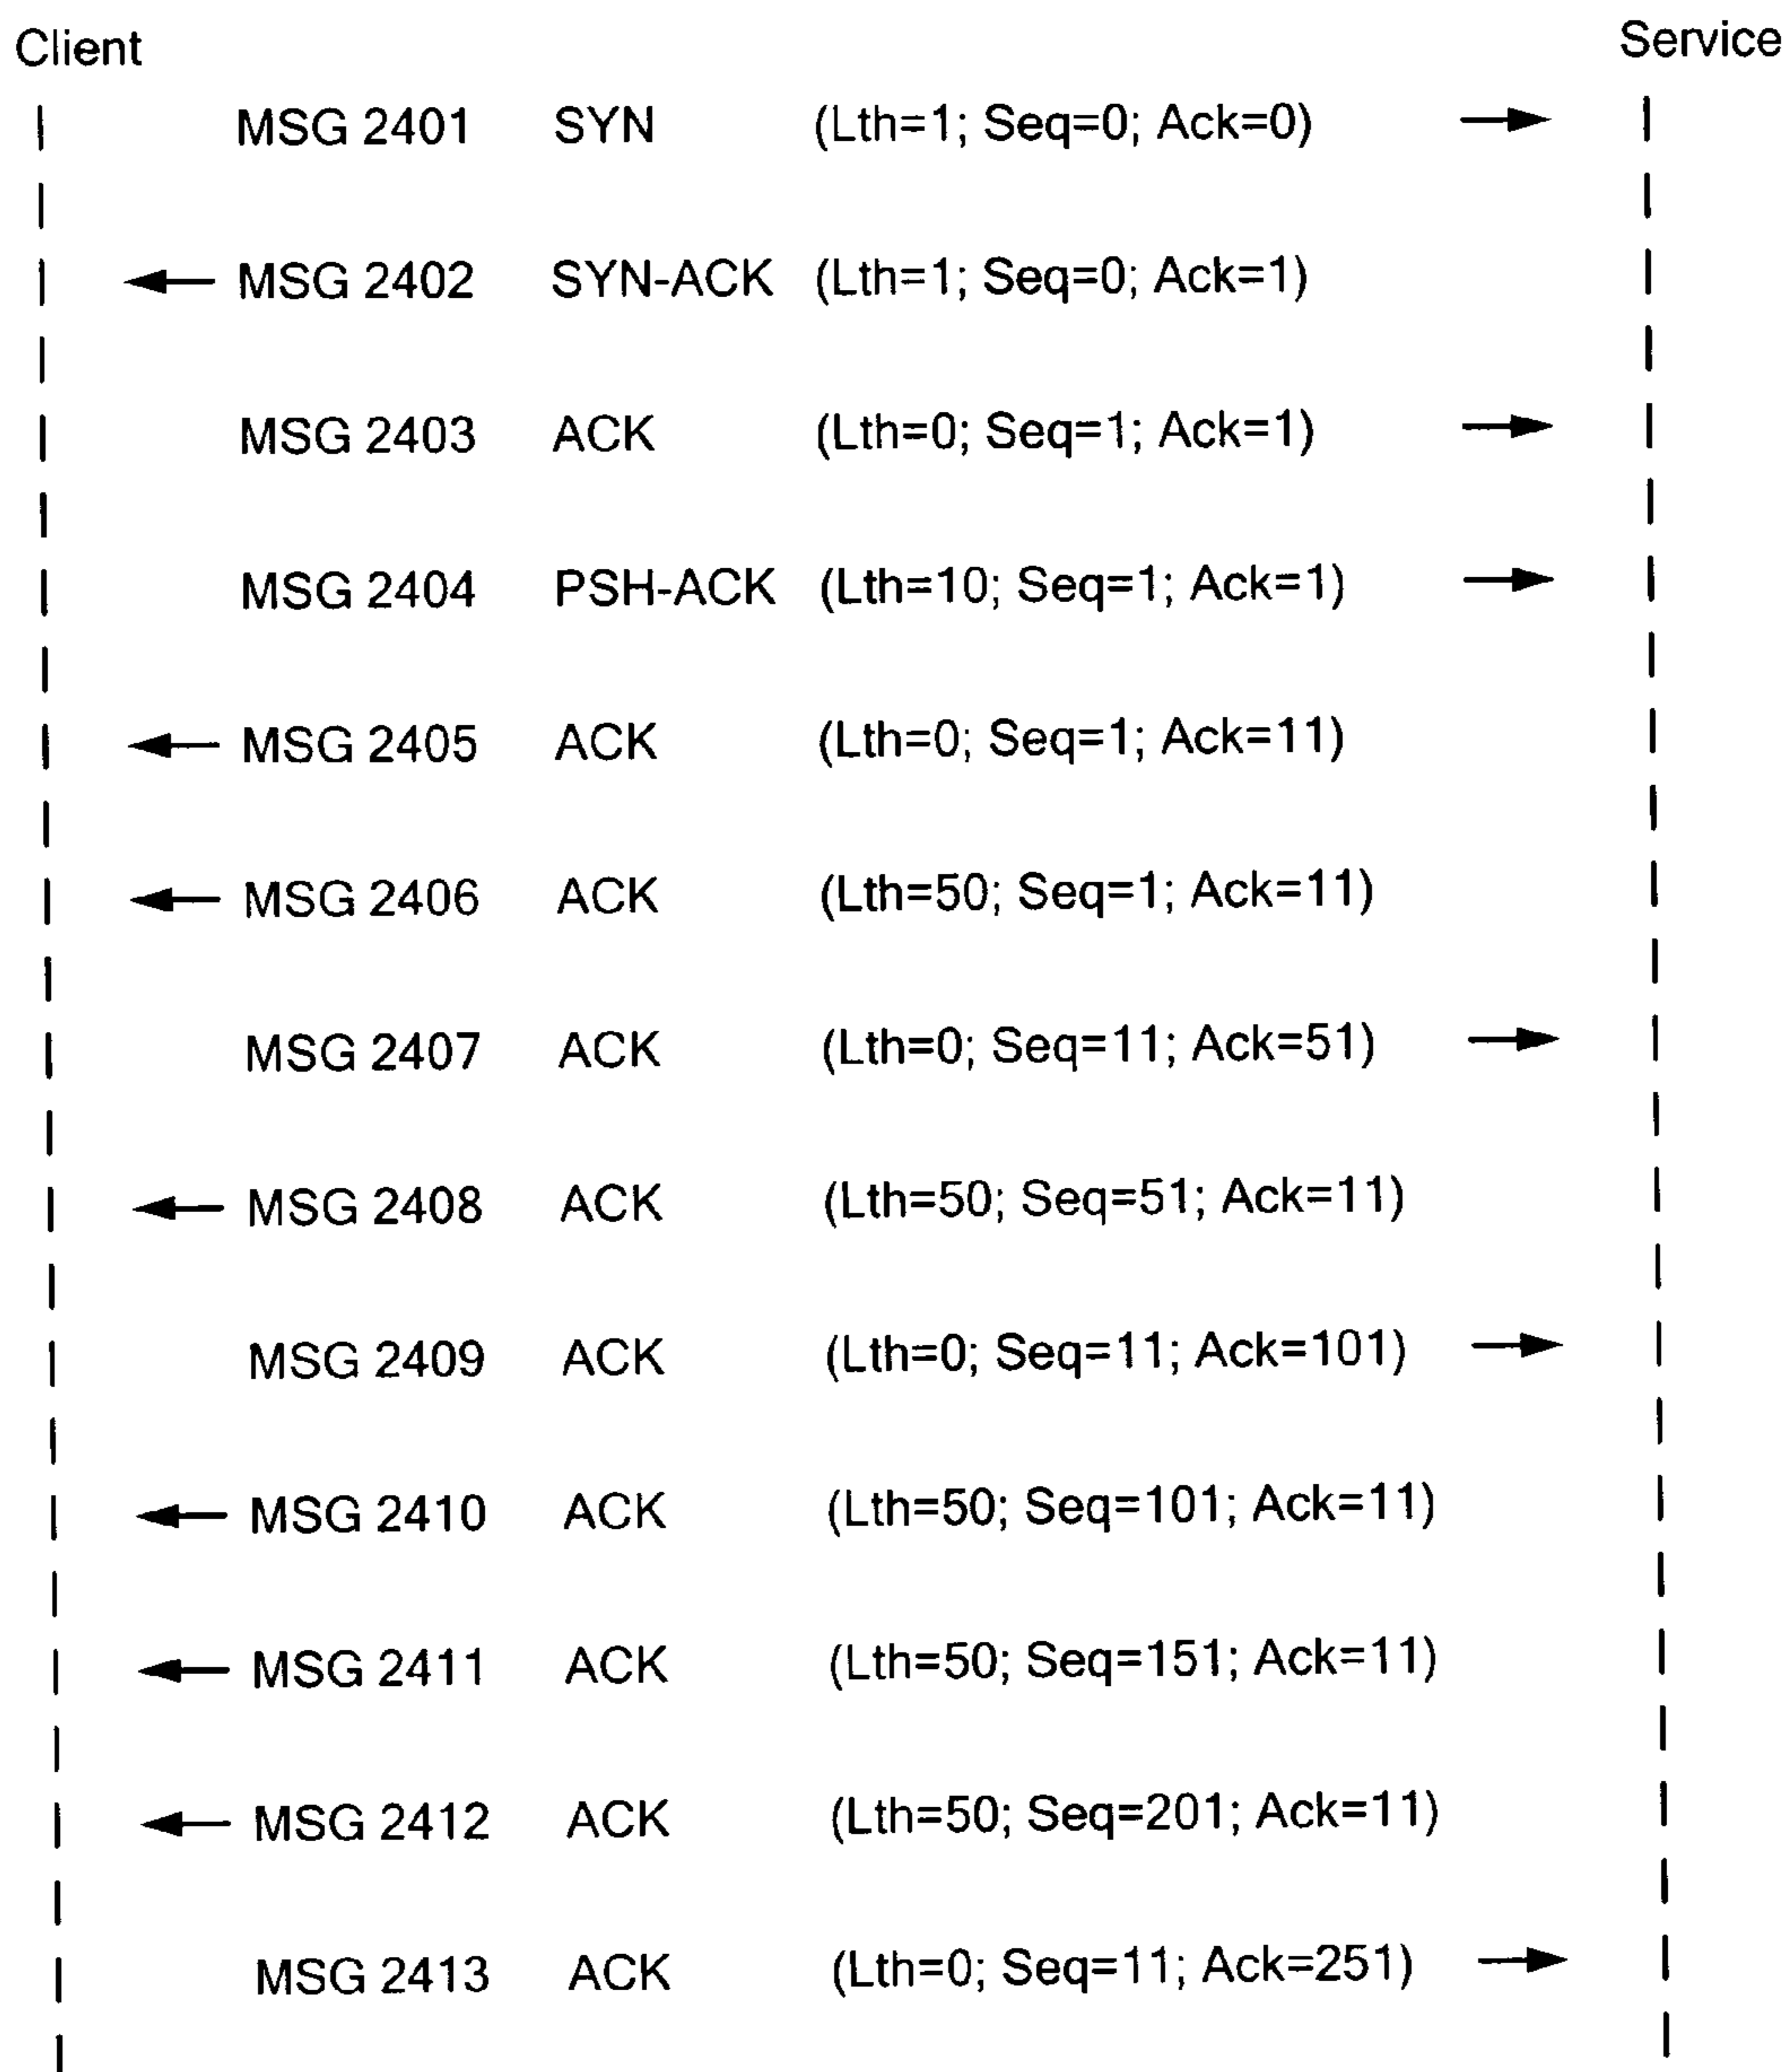 Client Service
MSG 2401 SYN (Lth=1; Seq=0; Ack=0)
MSG 2402 SYN-ACK (Lth=1; Seq=0; Ack=1)
MSG 2403 ACK (Lth=0; Seq=1; Ack=1)
MSG 2404 PSH-ACK (Lth=10; Seq=1; Ack=1)
MSG 2405 ACK (Lth=0; Seq=1; Ack=11)
MSG 2406 ACK (Lth=50; Seq=1; Ack=11)
MSG 2407 ACK (Lth=0; Seq=11; Ack=51)
MSG 2408 ACK (Lth=50; Seq=51; Ack=11)
MSG 2409 ACK (Lth=0; Seq=11; Ack=101)
MSG 2410 ACK (Lth=50; Seq=101; Ack=11)
MSG 2411 ACK (Lth=50; Seq=151; Ack=11)
MSG 2412 ACK (Lth=50; Seq=201; Ack=11)
MSG 2413 ACK (Lth=0; Seq=11; Ack=251)